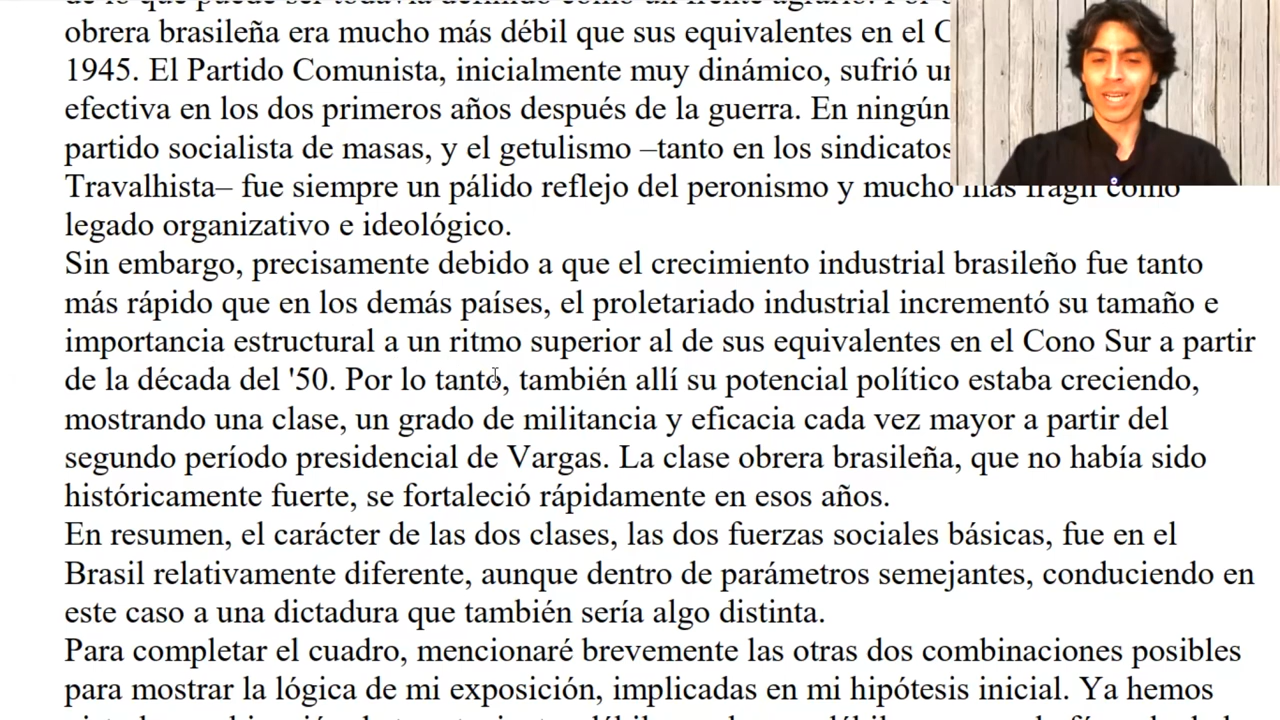 obrera brasileña era mucho más débil que sus equivalentes en el
1945. El Partido Comunista, inicialmente muy dinámico, sufrió
efectiva en los dos primeros años después de la guerra. En ningún
partido socialista de masas, y el getulismo –tanto en los sindicatos
Travalhista– fue siempre un pálido reflejo del peronismo y mucho más frágil como
legado organizativo e ideológico.
Sin embargo, precisamente debido a que el crecimiento industrial brasileño fue tanto
más rápido que en los demás países, el proletariado industrial incrementó su tamaño e
importancia estructural a un ritmo superior al de sus equivalentes en el Cono Sur a partir
de la década del '50. Por lo tanto, también allí su potencial político estaba creciendo,
mostrando una clase, un grado de militancia y eficacia cada vez mayor a partir del
segundo período presidencial de Vargas. La clase obrera brasileña, que no había sido
históricamente fuerte, se fortaleció rápidamente en esos años.
En resumen, el carácter de las dos clases, las dos fuerzas sociales básicas, fue en el
Brasil relativamente diferente, aunque dentro de parámetros semejantes, conduciendo en
este caso a una dictadura que también sería algo distinta.
Para completar el cuadro, mencionaré brevemente las otras dos combinaciones posibles
para mostrar la lógica de mi exposición, implicadas en mi hipótesis inicial. Ya hemos